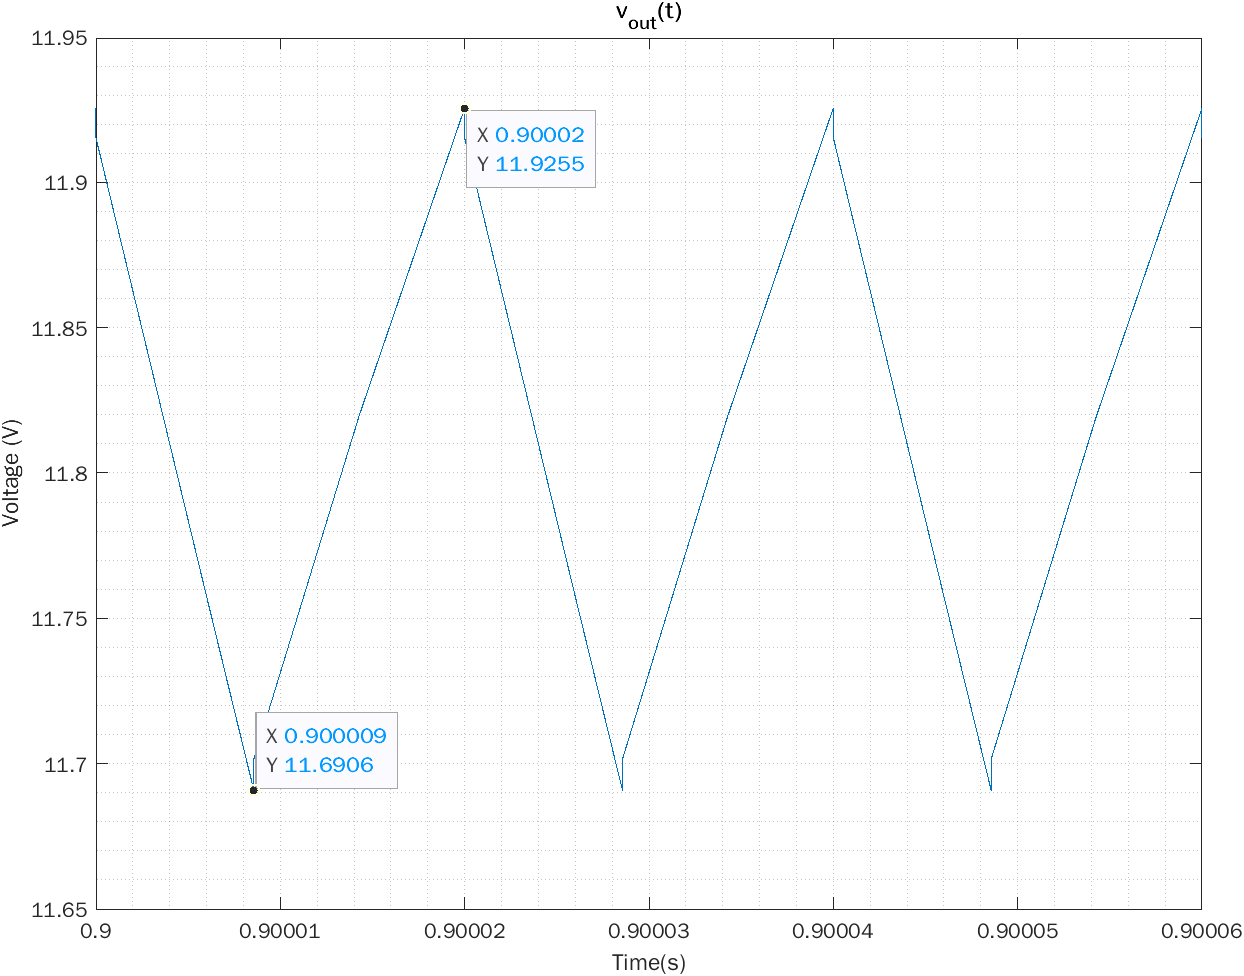 v_out(t)
11.95
11.9
11.85
11.8
11.75
11.7
11.65
Voltage (V)
X 0.90002
Y 11.9255
X 0.900009
Y 11.6906
0.9 0.90001 0.90002 0.90003 0.90004 0.90005 0.90006
Time(s)